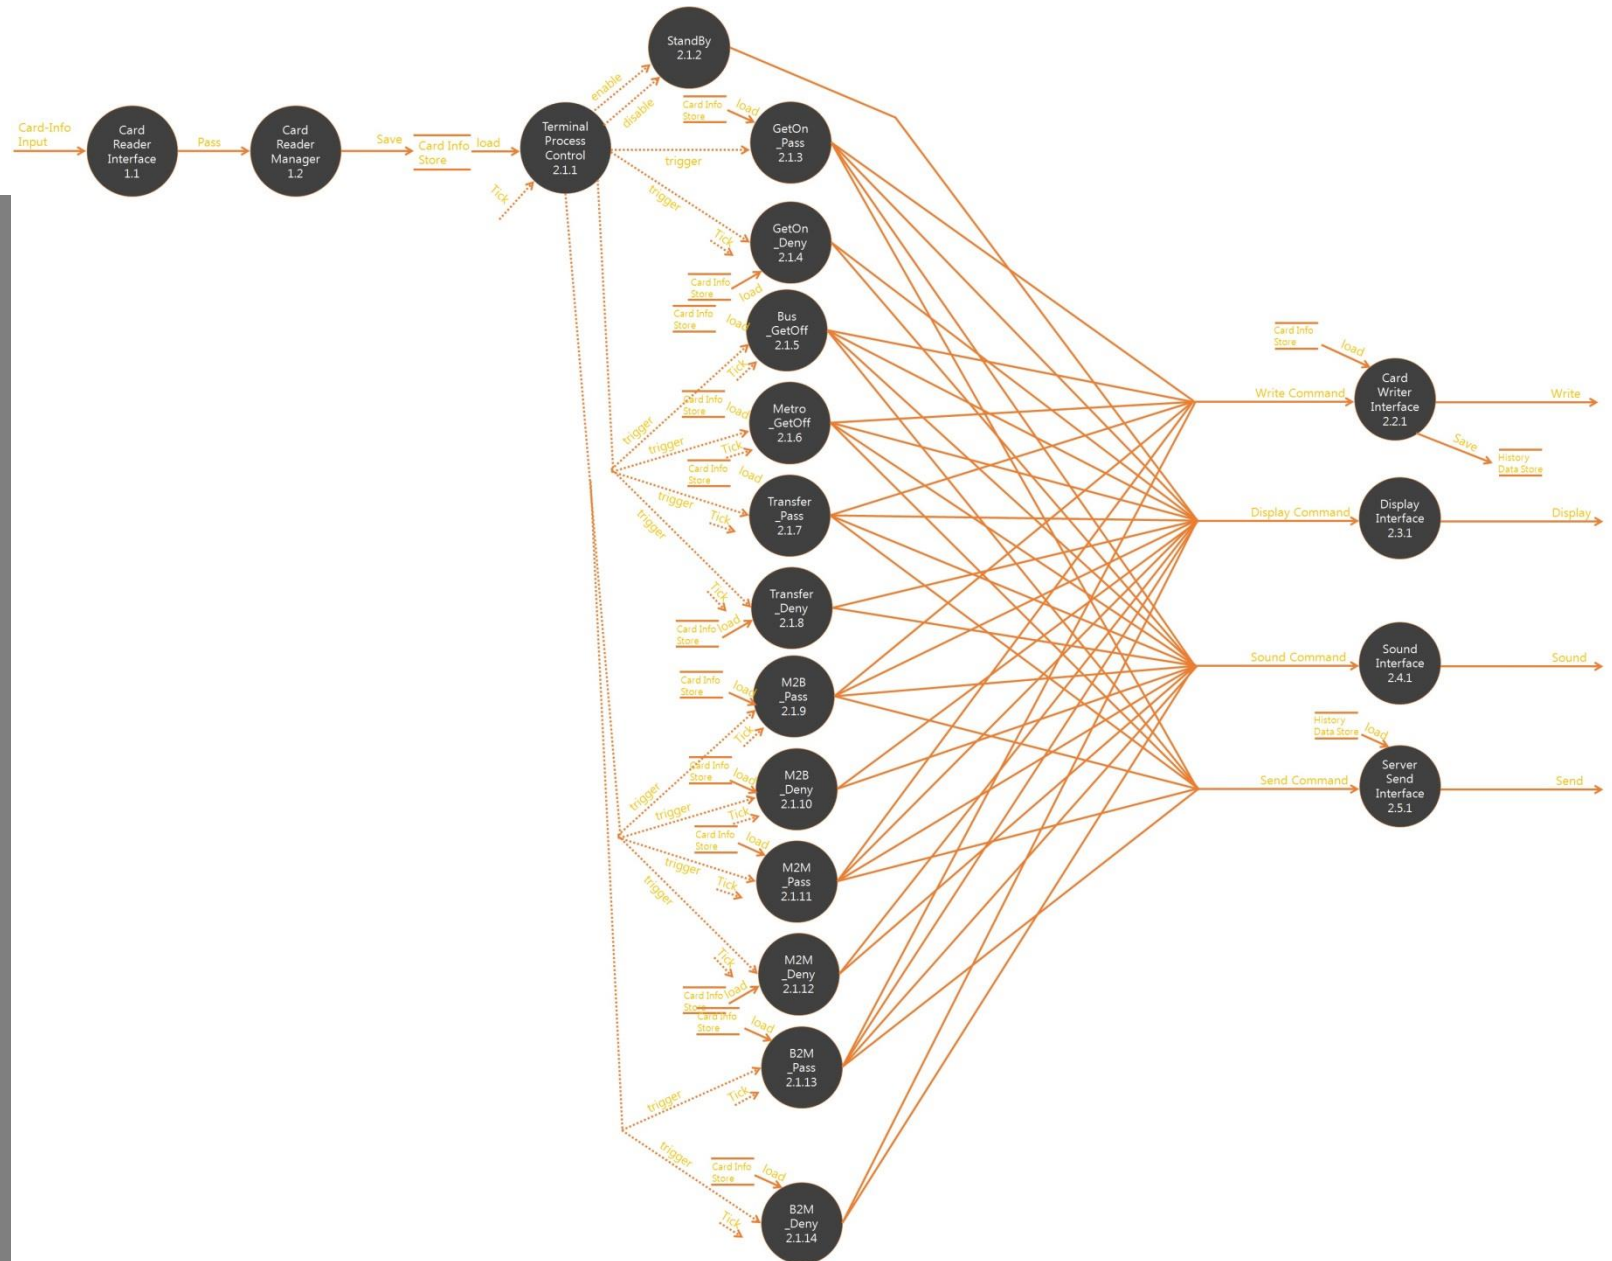 StandBy
2.1.2
enable
disable
Card-Info
Input
Card
Reader
Interface
1.1
Pass
Card
Reader
Manager
1.2
Save
Card Info
Store
load
Terminal
Process
Control
2.1.1
Tick
Card Info
Store
load
GetOn
_Pass
2.1.3
trigger
trigger
Tick
GetOn
_Deny
2.1.4
Card Info
Store
load
Card Info
Store
load
Bus
_GetOff
2.1.5
Tick
trigger
Card Info
Store
load
Metro
_GetOff
2.1.6
trigger
Tick
Card Info
Store
load
Transfer
_Pass
2.1.7
trigger
Tick
trigger
Tick
Transfer
_Deny
2.1.8
Card Info
Store
load
Card Info
Store
load
M2B
_Pass
2.1.9
Tick
trigger
Card Info
Store
load
M2B
_Deny
2.1.10
trigger
Tick
Card Info
Store
load
M2M
_Pass
2.1.11
trigger
Tick
trigger
Tick
M2M
_Deny
2.1.12
Card Info
Store
load
Card Info
Store
load
B2M
_Pass
2.1.13
trigger
Tick
trigger
Card Info
Store
load
B2M
_Deny
2.1.14
Tick
Card Info
Store
load
Write Command
Card
Writer
Interface
2.2.1
Write
Save
History
Data Store
Display Command
Display
Interface
2.3.1
Display
Sound Command
Sound
Interface
2.4.1
Sound
History
Data Store
load
Send Command
Server
Send
Interface
2.5.1
Send